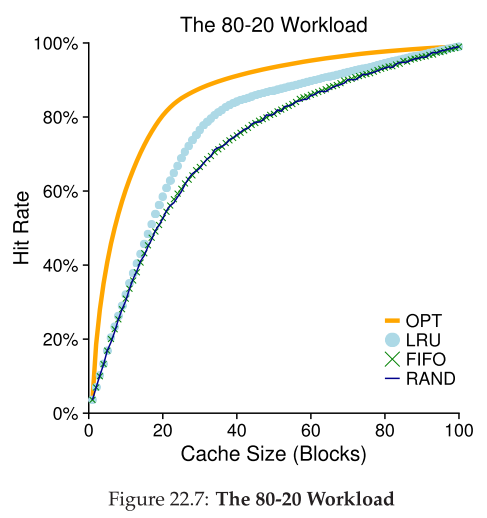 The 80-20 Workload
100%
80%
60%
40%
20%
0%
Hit Rate
OPT
LRU
FIFO
RAND
0 20 40 60 80 100
Cache Size (Blocks)
Figure 22.7: The 80-20 Workload